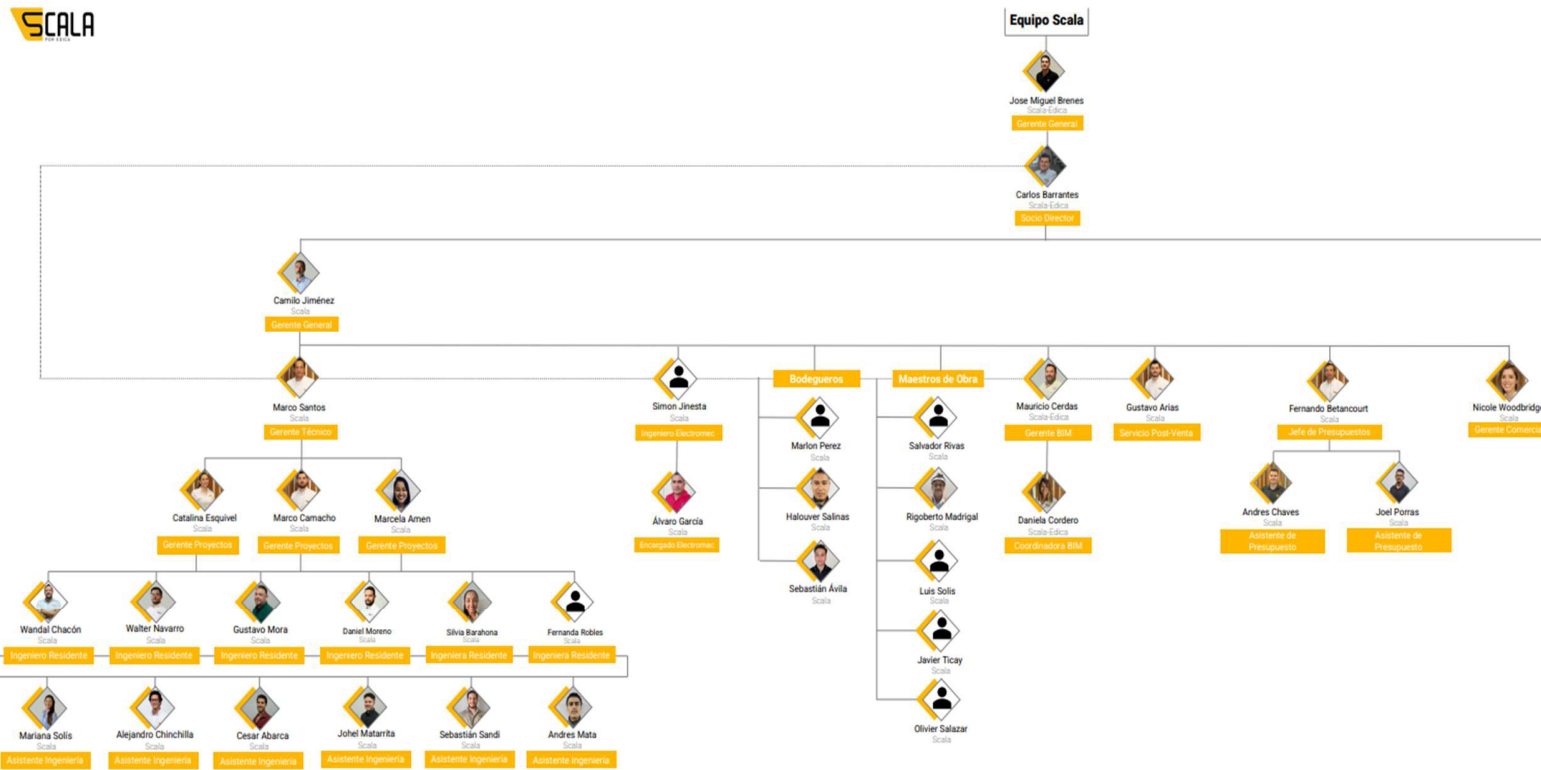 SCALA
POR EDICA
Equipo Scala
Jose Miguel Brenes
Scala-Edica
Gerente General
Carlos Barrantes
Scala-Edica
Socio Director
Camilo Jiménez
Scala
Gerente General
Marco Santos
Scala
Gerente Técnico
Simon Jinesta
Scala
Ingeniero Electromec
Bodegueros
Maestros de Obra
Mauricio Cerdas
Scala-Edica
Gerente BIM
Gustavo Arias
Scala
Servicio Post-Venta
Fernando Betancourt
Scala
Jefe de Presupuestos
Nicole Woodbridge
Scala
Gerente Comercia
Marlon Perez
Scala
Salvador Rivas
Scala
Catalina Esquivel
Scala
Gerente Proyectos
Marco Camacho
Scala
Gerente Proyectos
Marcela Amen
Scala
Gerente Proyectos
Álvaro García
Scala
Encargado Electromec
Halouver Salinas
Scala
Rigoberto Madrigal
Scala
Daniela Cordero
Scala-Edica
Coordinadora BIM
Andres Chaves
Scala
Asistente de
Presupuesto
Joel Porras
Scala
Asistente de
Presupuesto
Sebastián Ávila
Scala
Luis Solis
Scala
Wandal Chacón
Scala
Ingeniero Residente
Walter Navarro
Scala
Ingeniero Residente
Gustavo Mora
Scala
Ingeniero Residente
Daniel Moreno
Scala
Ingeniero Residente
Silvia Barahona
Scala
Ingeniera Residente
Fernanda Robles
Scala
Ingeniera Residente
Javier Ticay
Scala
Olivier Salazar
Scala
Mariana Solís
Scala
Asistente Ingeniería
Alejandro Chinchilla
Scala
Asistente Ingeniería
Cesar Abarca
Scala
Asistente Ingeniería
Johel Matarrita
Scala
Asistente Ingeniería
Sebastián Sandi
Scala
Asistente Ingeniería
Andres Mata
Scala
Asistente Ingeniería